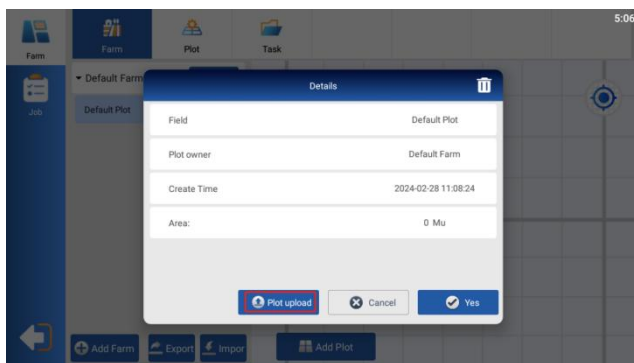 5:06
Farm
Plot
Task
Farm
Job
Default Farm
Default Plot
Details
Field Default Plot
Plot owner Default Farm
Create Time 2024-02-28 11:08:24
Area: 0 Mu
Plot upload Cancel Yes
Add Farm Export Impor Add Plot